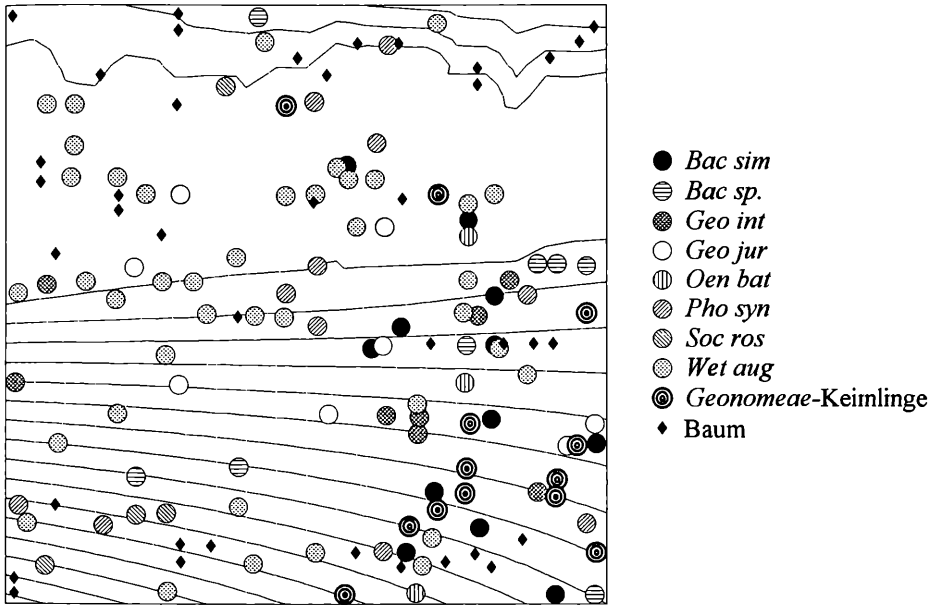 Bac sim
Bac sp.
Geo int
Geo jur
Oen bat
Pho syn
Soc ros
Wet aug
Geonomeae-Keimlinge
Baum